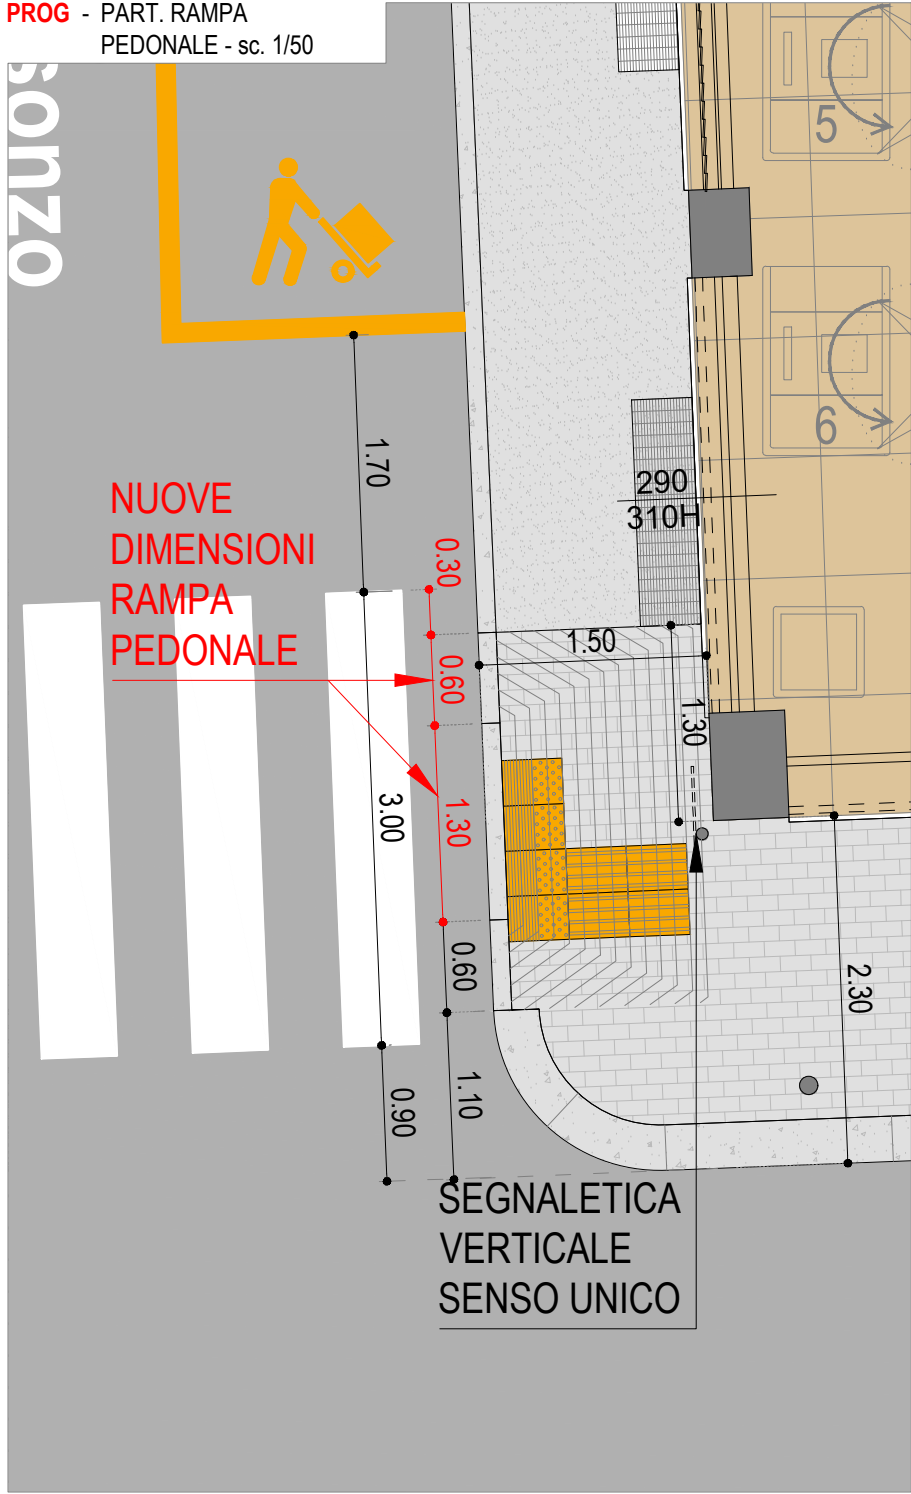 PROG - PART. RAMPA
PEDONALE - sc. 1/50
sonzo
5
6
1.70
290
310H
NUOVE
DIMENSIONI
RAMPA
PEDONALE
0.30
1.50
0.60
1.30
1.30
3.00
0.60
2.30
1.10
0.90
SEGNALETICA
VERTICALE
SENSO UNICO